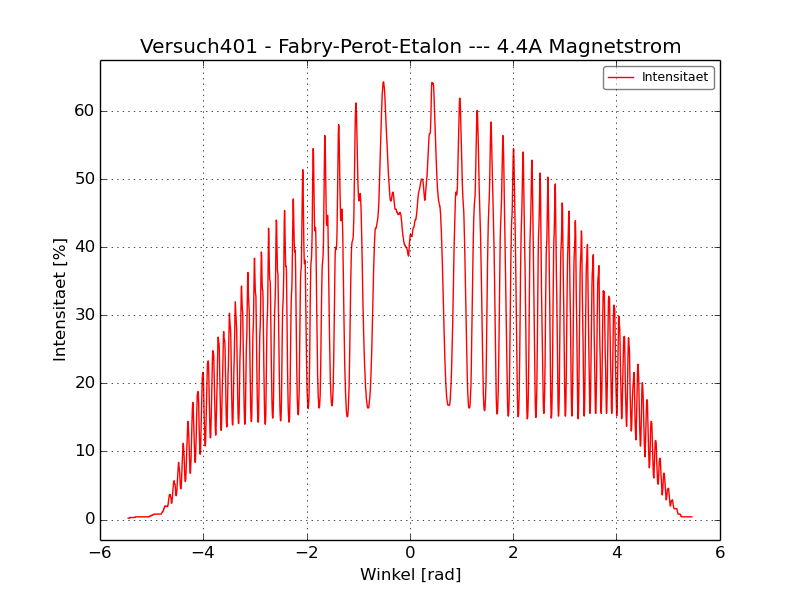 Versuch401 - Fabry-Perot-Etalon --- 4.4A Magnetstrom
Intensitaet
60
50
40
30
20
10
0
Intensitaet [%]
−6 −4 −2 0 2 4 6
Winkel [rad]